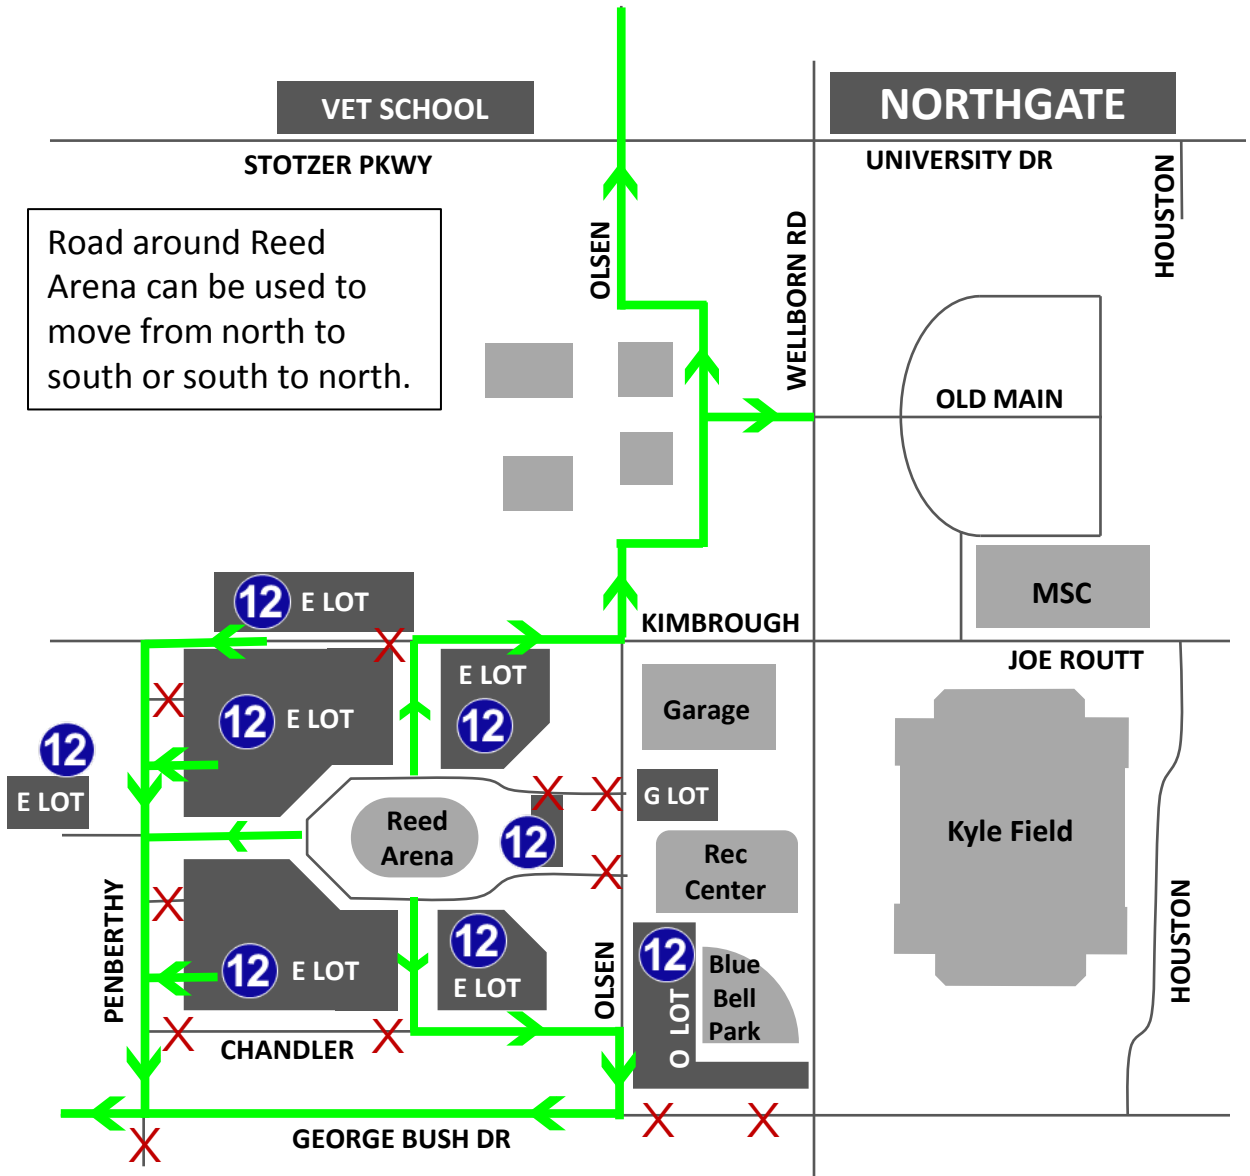 VET SCHOOL
NORTHGATE
STOTZER PKWY
UNIVERSITY DR
HOUSTON
Road around Reed
Arena can be used to
move from north to
south or south to north.
OLSEN
WELLBORN RD
OLD MAIN
12 E LOT
MSC
KIMBROUGH
JOE ROUTT
E LOT
12
12 E LOT
Garage
12
E LOT
G LOT
Reed
Arena
12
Rec
Center
Kyle Field
PENBERTHY
12
E LOT
12 E LOT
OLSEN
12
O LOT
Blue
Bell
Park
HOUSTON
CHANDLER
GEORGE BUSH DR